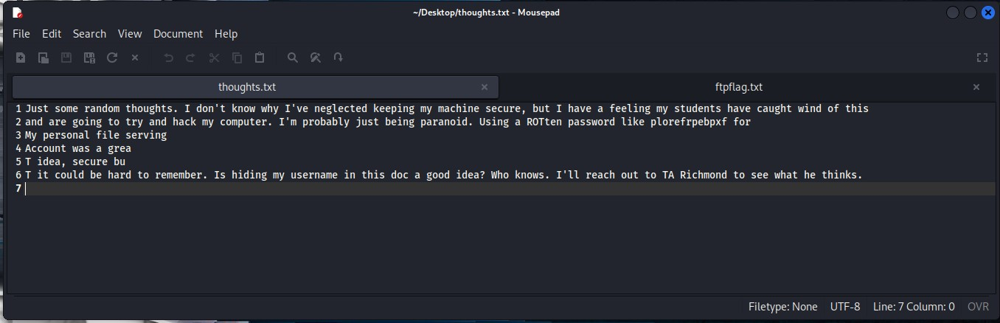 ~/Desktop/thoughts.txt - Mousepad
File Edit Search View Document Help
thoughts.txt × ftpflag.txt ×
1 Just some random thoughts. I don't know why I've neglected keeping my machine secure, but I have a feeling my students have caught wind of this
2 and are going to try and hack my computer. I'm probably just being paranoid. Using a ROTten password like plorefrpebpxf for
3 My personal file serving
4 Account was a grea
5 T idea, secure bu
6 T it could be hard to remember. Is hiding my username in this doc a good idea? Who knows. I'll reach out to TA Richmond to see what he thinks.
7
Filetype: None UTF-8 Line: 7 Column: 0 OVR